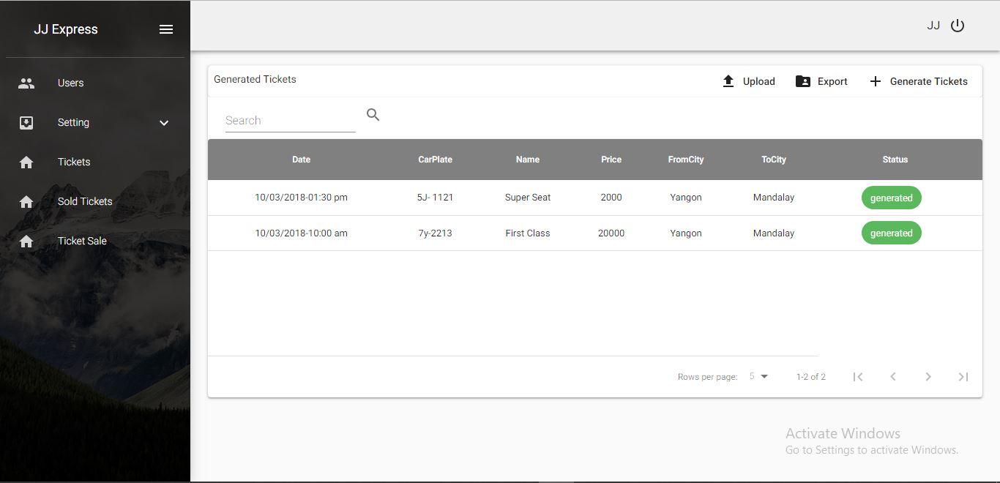 JJ Express
JJ
Users
Setting
Tickets
Sold Tickets
Ticket Sale
Generated Tickets
Upload Export Generate Tickets
Search
Date CarPlate Name Price FromCity ToCity Status
10/03/2018-01:30 pm 5J- 1121 Super Seat 2000 Yangon Mandalay generated
10/03/2018-10:00 am 7y-2213 First Class 20000 Yangon Mandalay generated
Rows per page: 5 1-2 of 2
Activate Windows
Go to Settings to activate Windows.